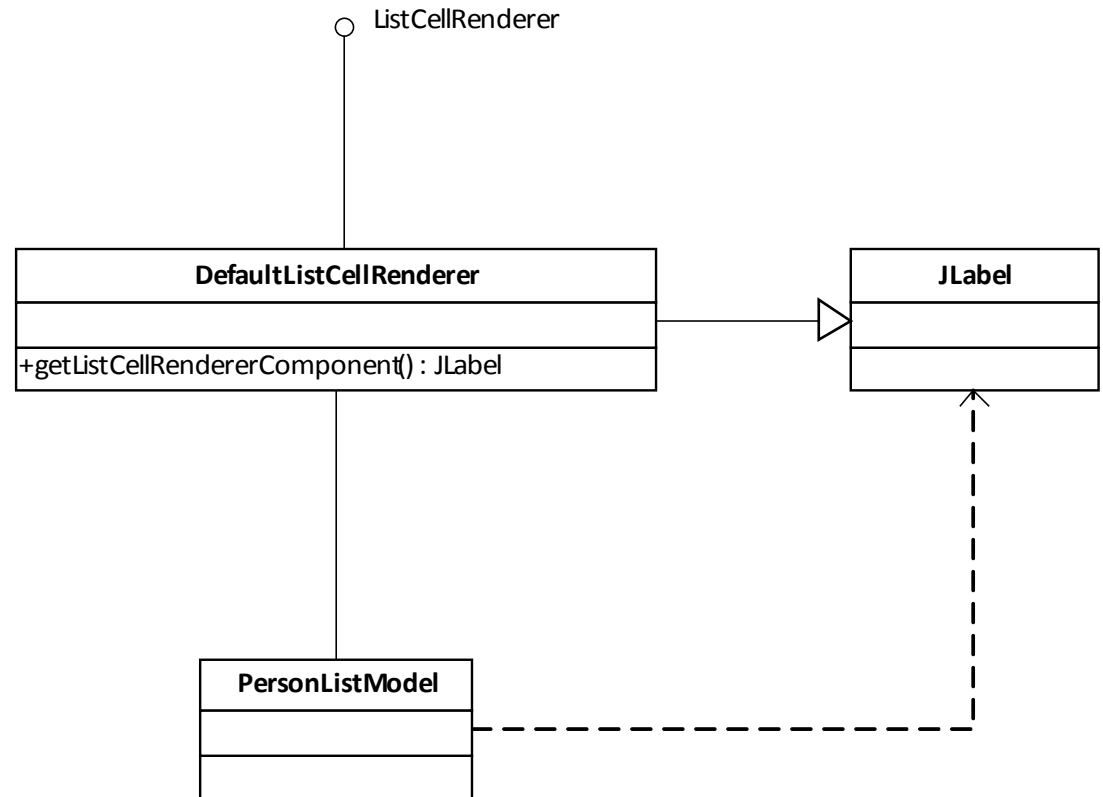 ListCellRenderer
DefaultListCellRenderer
JLabel
+getListCellRendererComponent() : JLabel
PersonListModel